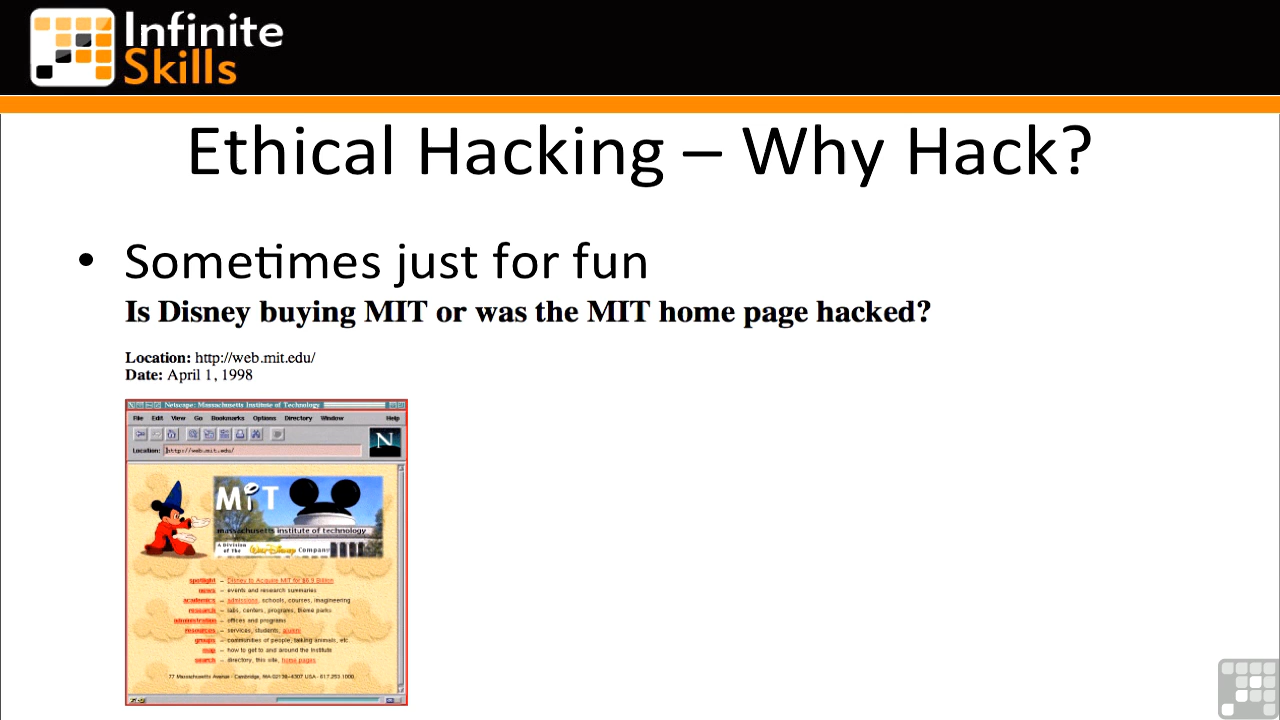 Infinite
Skills
Ethical Hacking – Why Hack?
• Sometimes just for fun
Is Disney buying MIT or was the MIT home page hacked?
Location: http://web.mit.edu/
Date: April 1, 1998
Netscape: Massachusetts Institute of Technology
File Edit View Go Bookmarks Options Directory Window Help
N
Location: http://web.mit.edu/
MiT
massachusetts institute of technology
A Division
of the Walt Disney Company
spotlight – Disney to Acquire MIT for $6.9 Billion
news – events and research summaries
academics – admissions, schools, courses, imagineering
research – labs, centers, programs, theme parks
administration – offices and programs
resources – services, students, alumni
groups – communities of people, talking animals, etc.
map – how to get to and around the Institute
search – directory, this site, home pages
77 Massachusetts Avenue - Cambridge, MA 02139-4307 USA - 617.253.1000